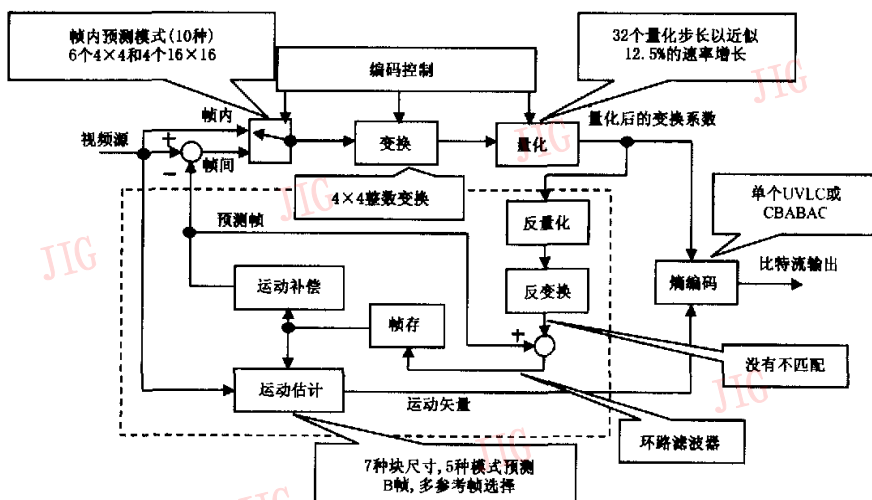 帧内预测模式(10种)
6个4×4和4个16×16
编码控制
32个量化步长以近似
12.5%的速率增长
JIG
帧内
量化后的变换系数
视频源
+
变换
量化
JIG
−
帧间
4×4整数变换
JIG
单个UVLC或
CBABAC
预测帧
反量化
JIG
比特流输出
运动补偿
反变换
熵编码
帧存
+
没有不匹配
运动估计
运动矢量
JIG
环路滤波器
JIG
7种块尺寸,5种模式预测
B帧,多参考帧选择
JIG